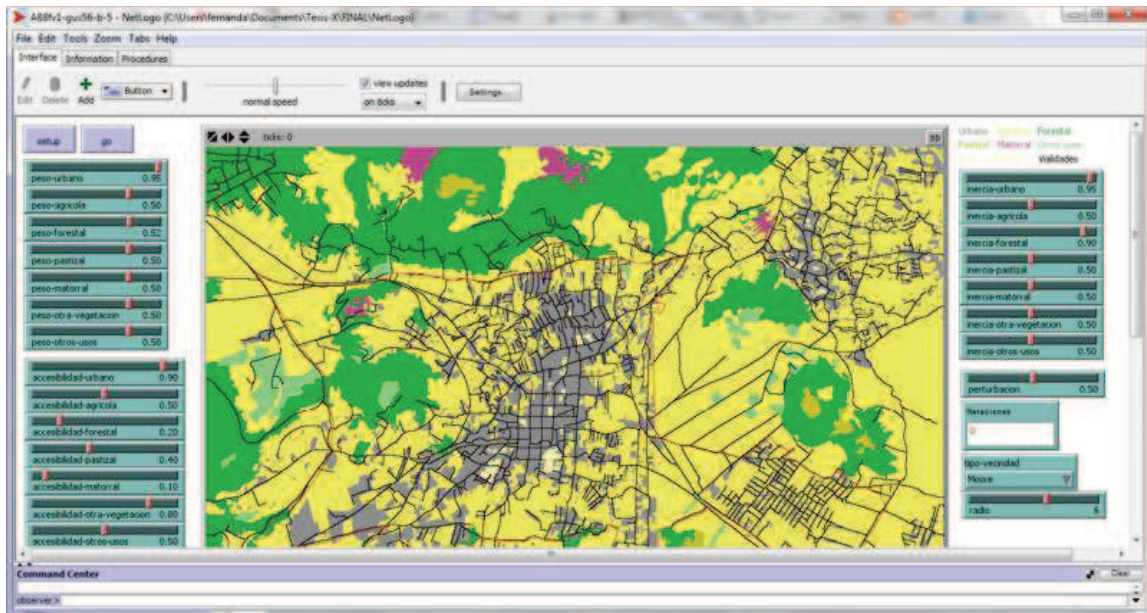 A88fv1-gus56-b-5 - NetLogo {C:\Users\fernanda\Documents\Tesis-X\FINAL\NetLogo}
File Edit Tools Zoom Tabs Help
Interface Information Procedures
Edit Delete Add Button normal speed view updates on ticks Settings...
setup go
ticks: 0 3D
peso-urbano 0.95
peso-agricola 0.50
peso-forestal 0.52
peso-pastizal 0.50
peso-matorral 0.50
peso-otra-vegetacion 0.50
peso-otros-usos 0.50
accesibilidad-urbano 0.90
accesibilidad-agricola 0.50
accesibilidad-forestal 0.20
accesibilidad-pastizal 0.40
accesibilidad-matorral 0.10
accesibilidad-otra-vegetacion 0.80
accesibilidad-otros-usos 0.50
Urbano Forestal
Pastizal Matorral Otros usos
Vialidades
inercia-urbano 0.95
inercia-agricola 0.50
inercia-forestal 0.90
inercia-pastizal 0.50
inercia-matorral 0.50
inercia-otra-vegetacion 0.50
inercia-otros-usos 0.50
perturbacion 0.50
Iteraciones
0
tipo-vecindad
Moore
radio 6
Command Center Clear
observer>